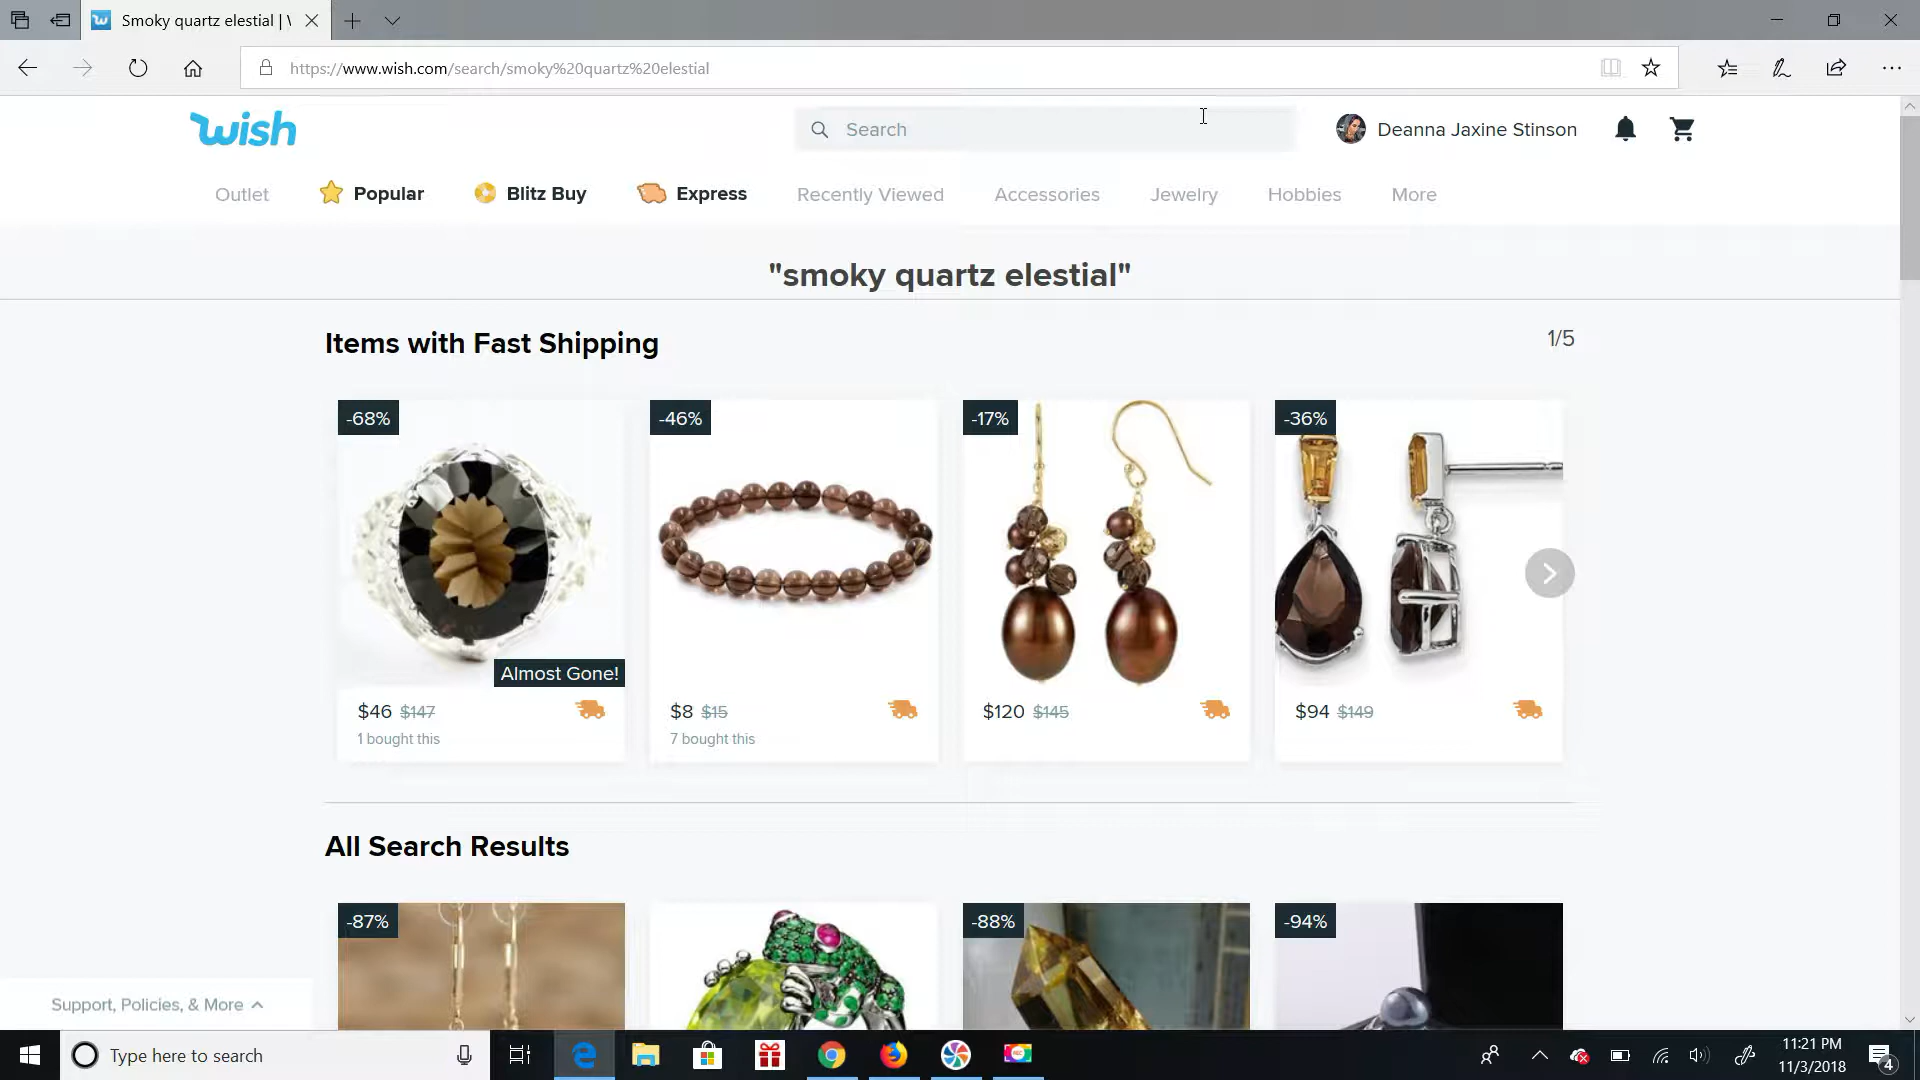 Smoky quartz elestial | W
https://www.wish.com/search/smoky%20quartz%20elestial
wish
Search
Deanna Jaxine Stinson
Outlet
Popular
Blitz Buy
Express
Recently Viewed
Accessories
Jewelry
Hobbies
More
"smoky quartz elestial"
Items with Fast Shipping
1/5
-68%
-46%
-17%
-36%
Almost Gone!
$46 $147
$8 $15
$120 $145
$94 $149
1 bought this
7 bought this
All Search Results
-87%
-88%
-94%
Support, Policies, & More
Type here to search
11:21 PM
11/3/2018
4